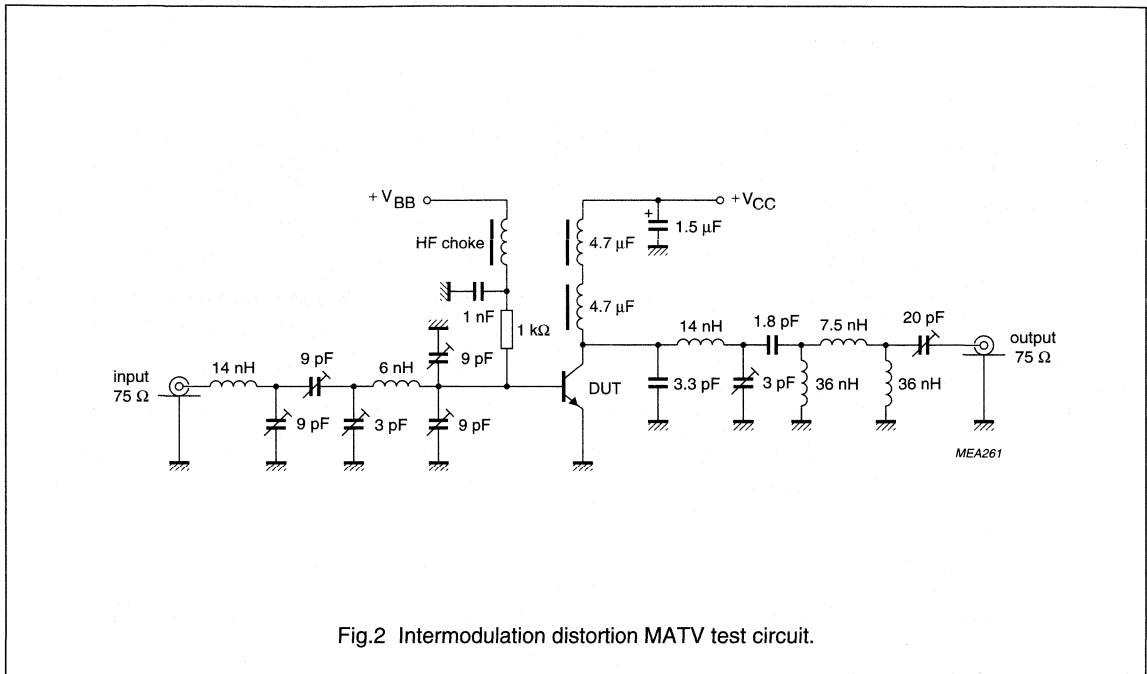 + V BB
+VCC
+
1.5 μF
HF choke
4.7 μF
4.7 μF
1 nF
1 kΩ
9 pF
14 nH
1.8 pF
7.5 nH
20 pF
output
75 Ω
input
75 Ω
14 nH
9 pF
6 nH
DUT
3.3 pF
3 pF
36 nH
36 nH
9 pF
3 pF
9 pF
MEA261
Fig.2 Intermodulation distortion MATV test circuit.